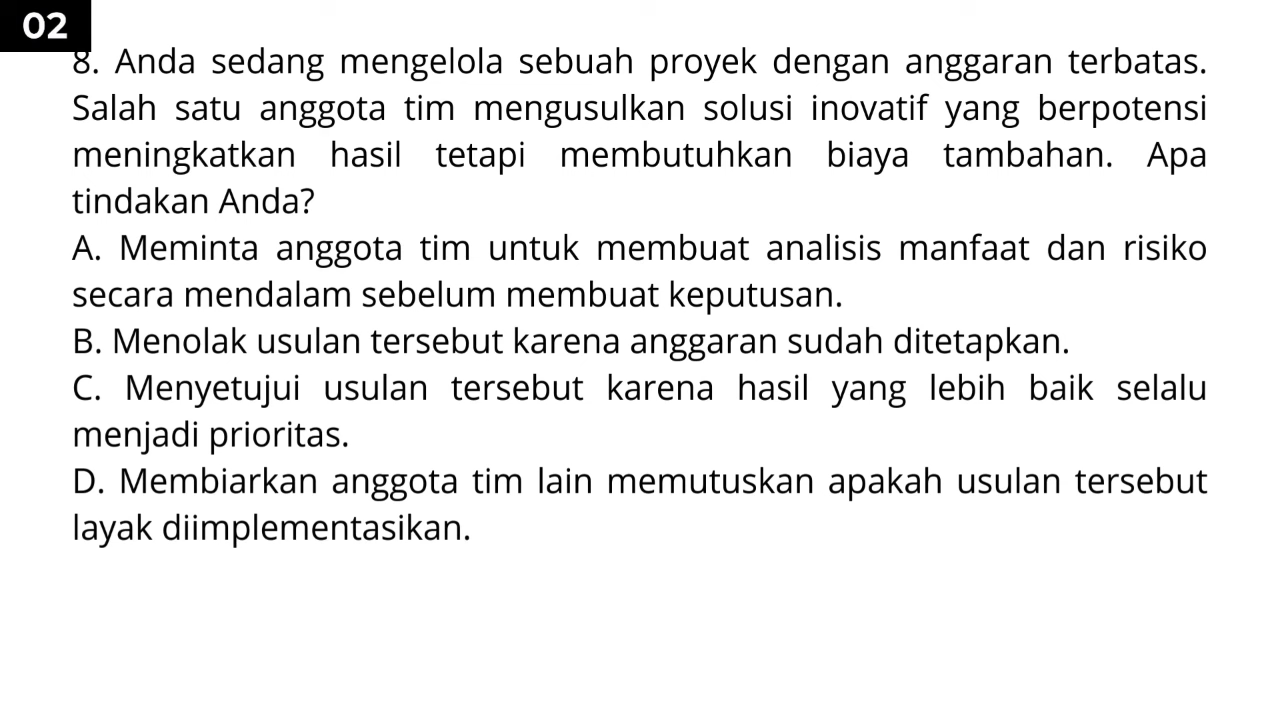 02
8. Anda sedang mengelola sebuah proyek dengan anggaran terbatas.
Salah satu anggota tim mengusulkan solusi inovatif yang berpotensi
meningkatkan hasil tetapi membutuhkan biaya tambahan. Apa
tindakan Anda?
A. Meminta anggota tim untuk membuat analisis manfaat dan risiko
secara mendalam sebelum membuat keputusan.
B. Menolak usulan tersebut karena anggaran sudah ditetapkan.
C. Menyetujui usulan tersebut karena hasil yang lebih baik selalu
menjadi prioritas.
D. Membiarkan anggota tim lain memutuskan apakah usulan tersebut
layak diimplementasikan.